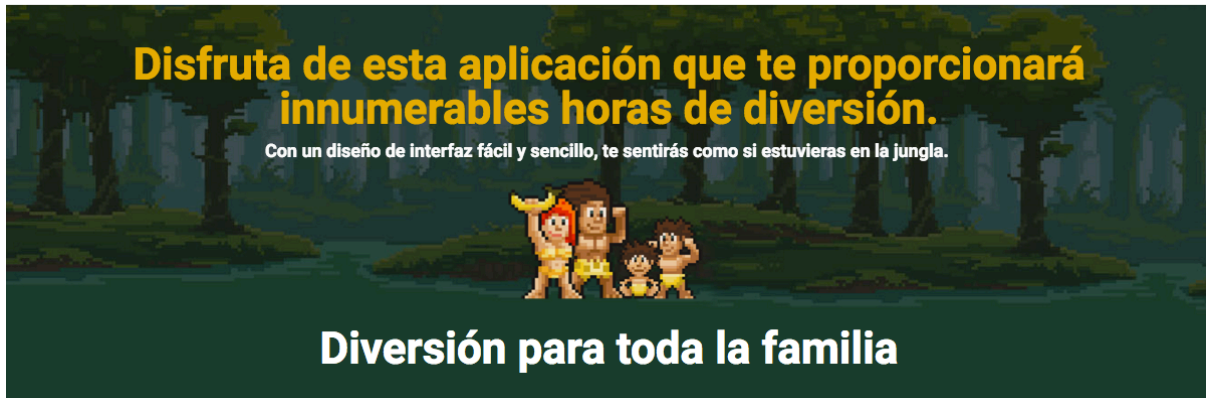 Disfruta de esta aplicación que te proporcionará
innumerables horas de diversión.
Con un diseño de interfaz fácil y sencillo, te sentirás como si estuvieras en la jungla.
Diversión para toda la familia